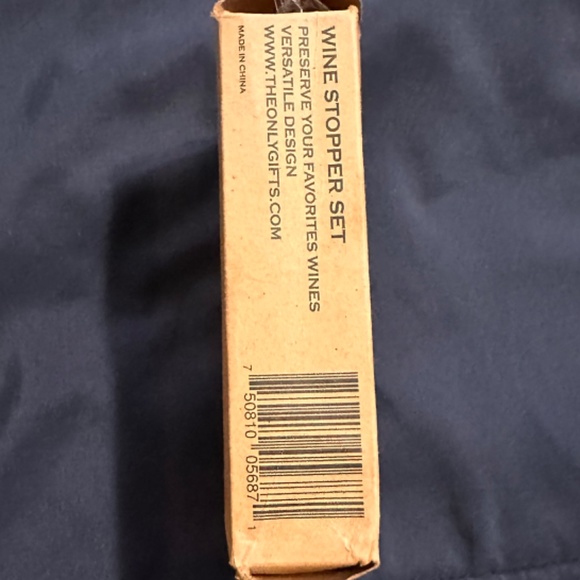 WINE STOPPER SET
PRESERVE YOUR FAVORITES WINES
VERSATILE DESIGN
WWW.THEONLYGIFTS.COM
MADE IN CHINA
7 50810 05687 1